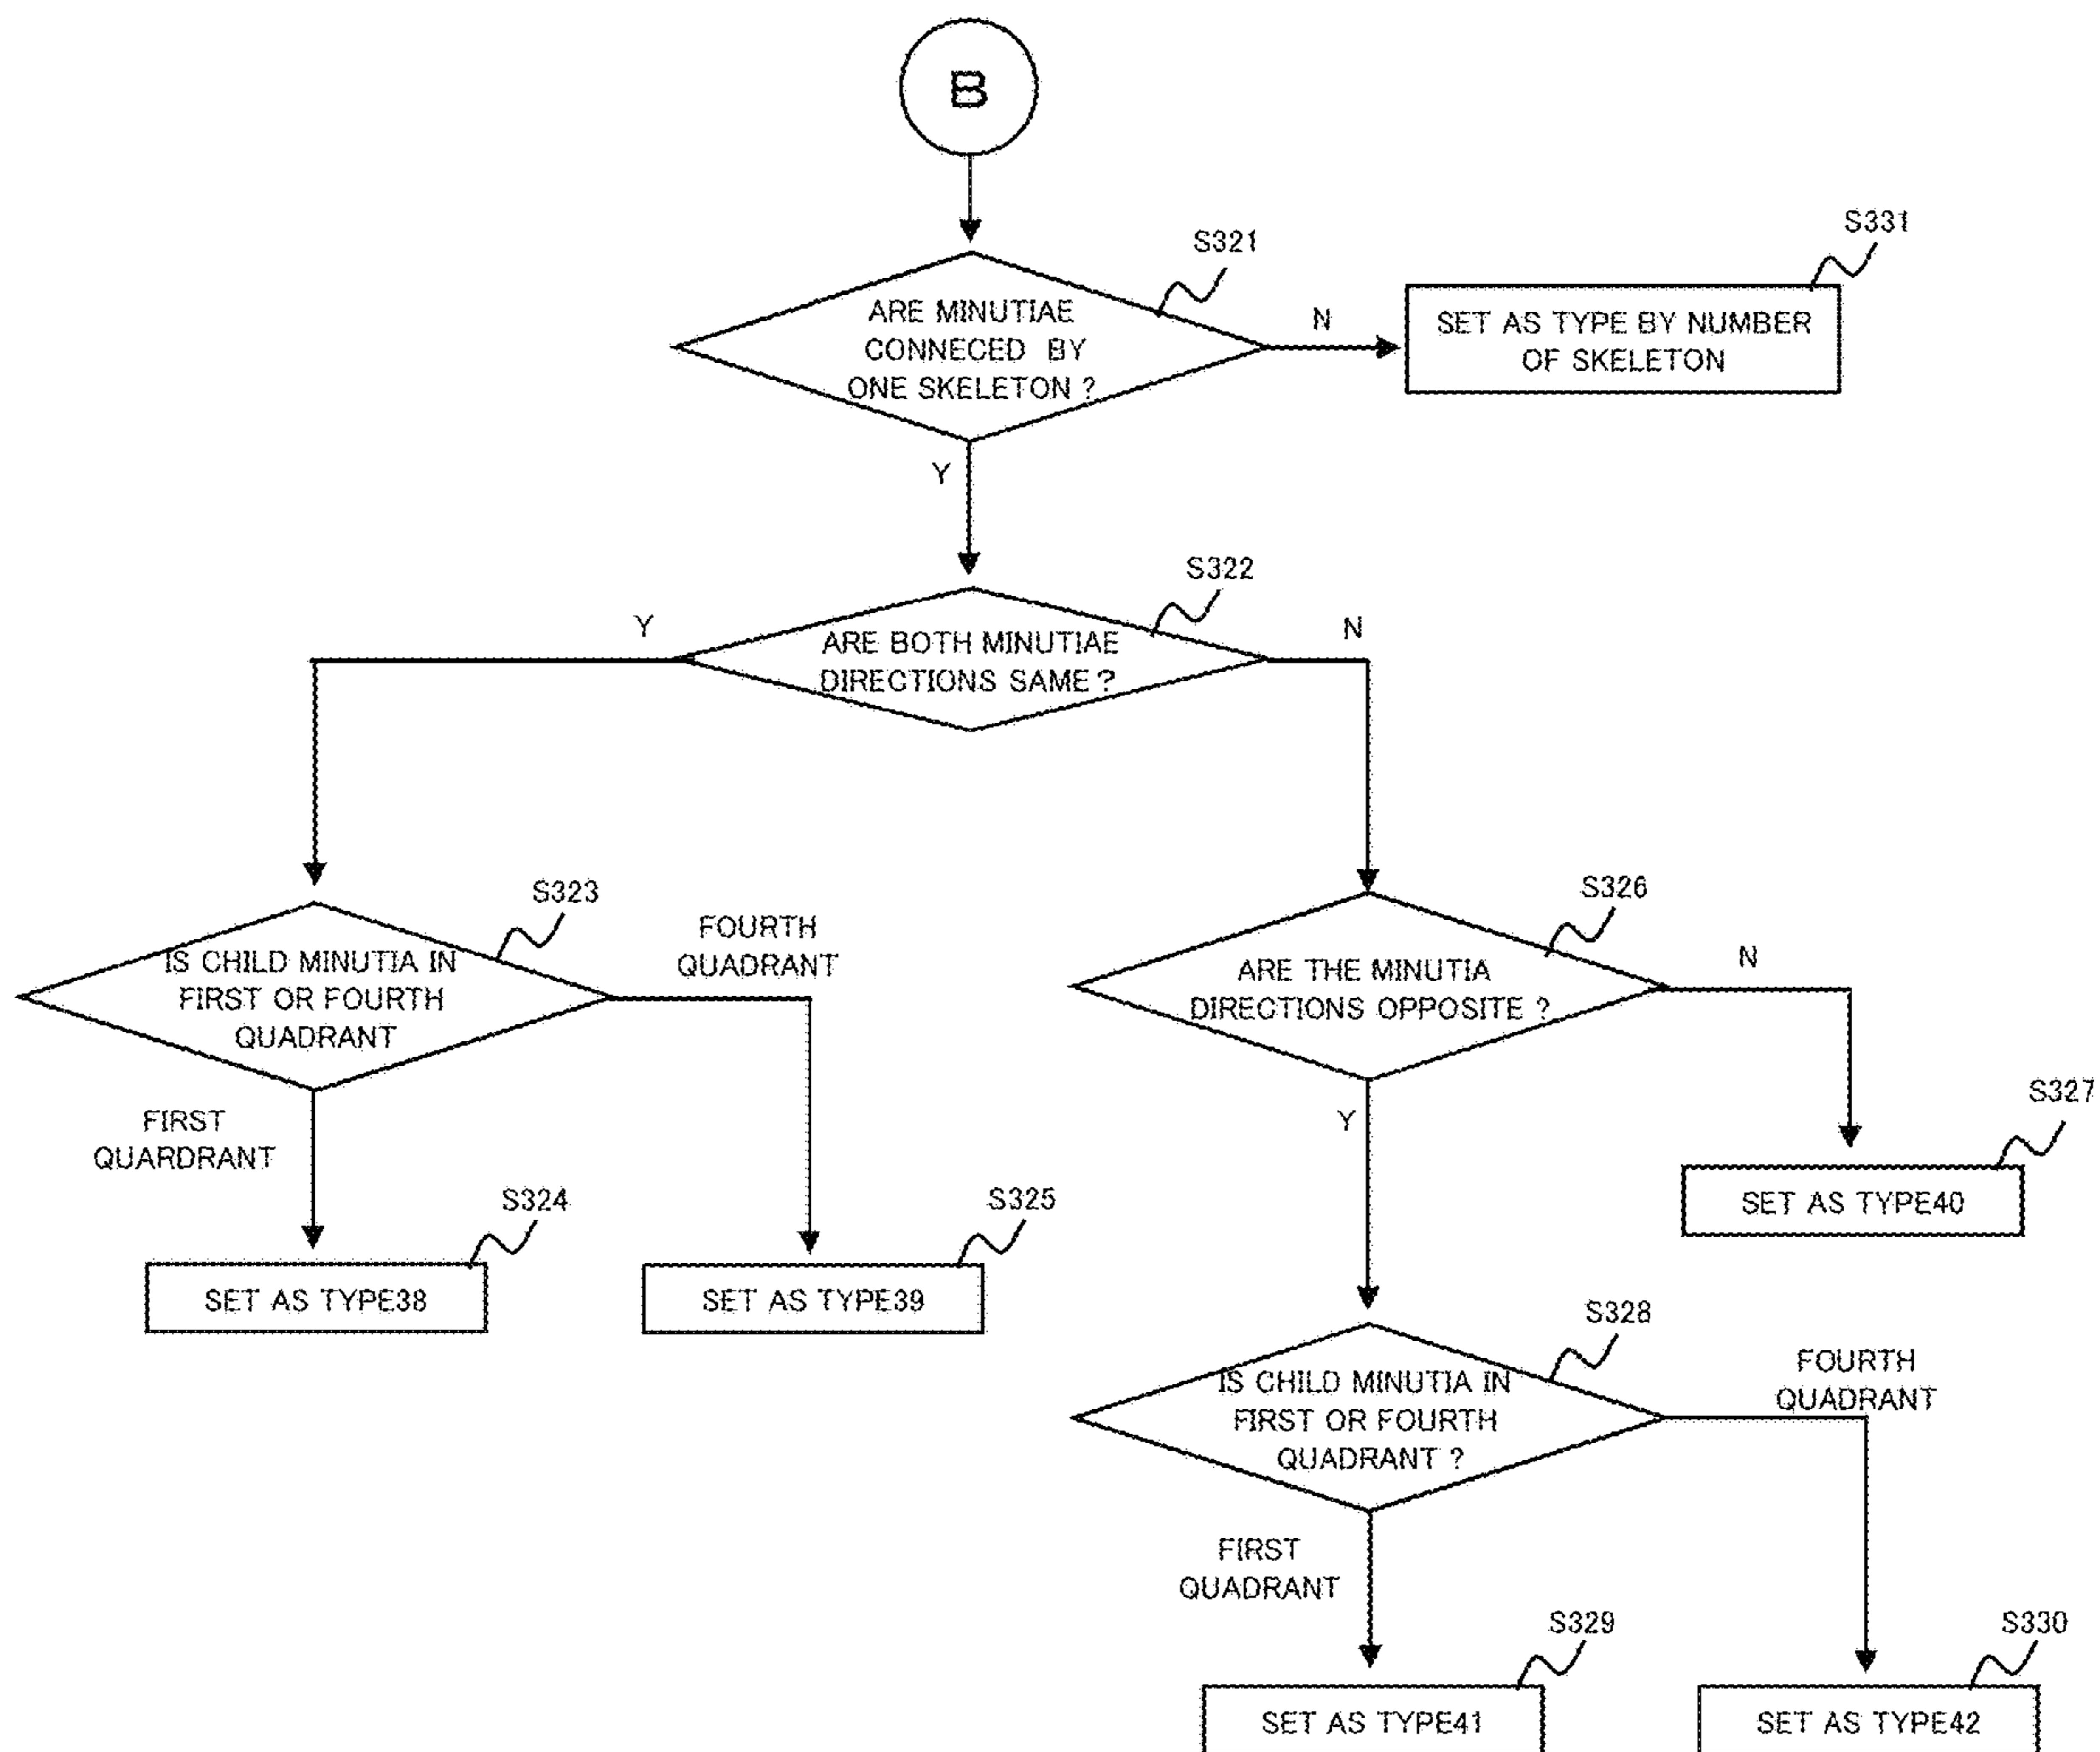 B
S321
ARE MINUTIAE
CONNECED BY
ONE SKELETON ?
N
S331
SET AS TYPE BY NUMBER
OF SKELETON
Y
S322
ARE BOTH MINUTIAE
DIRECTIONS SAME ?
Y
N
S323
IS CHILD MINUTIA IN
FIRST OR FOURTH
QUADRANT
FOURTH
QUADRANT
FIRST
QUARDRANT
S324
SET AS TYPE38
S325
SET AS TYPE39
S326
ARE THE MINUTIA
DIRECTIONS OPPOSITE ?
N
Y
S327
SET AS TYPE40
S328
IS CHILD MINUTIA IN
FIRST OR FOURTH
QUADRANT ?
FOURTH
QUADRANT
FIRST
QUADRANT
S329
SET AS TYPE41
S330
SET AS TYPE42